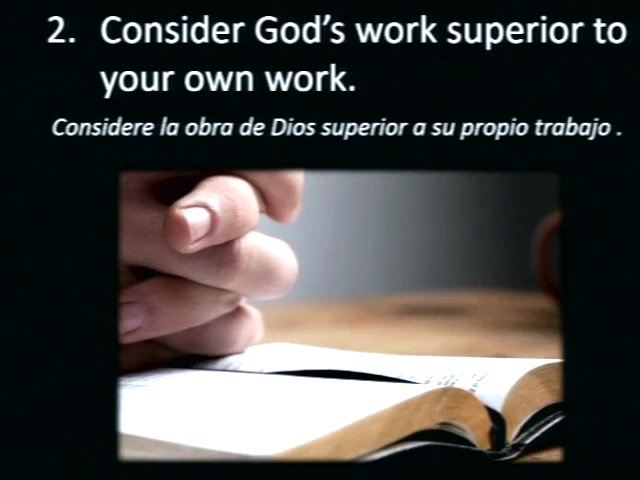 2. Consider God's work superior to
your own work.
Considere la obra de Dios superior a su propio trabajo .